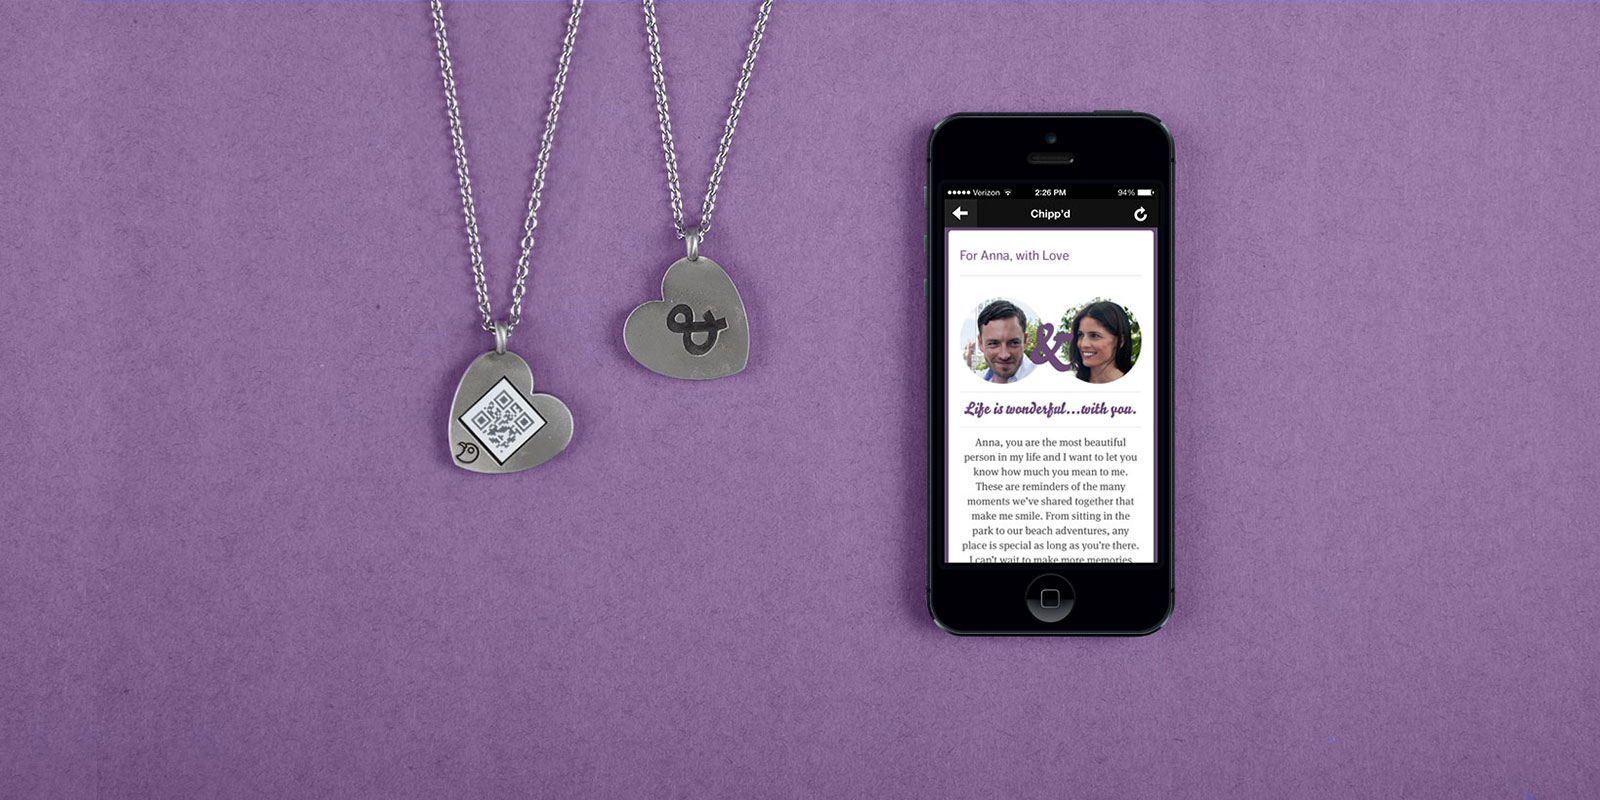 &
Verizon
2:26 PM
94%
Chipp'd
For Anna, with Love
&
Life is wonderful...with you.
Anna, you are the most beautiful
person in my life and I want to let you
know how much you mean to me.
These are reminders of the many
moments we've shared together that
make me smile. From sitting in the
park to our beach adventures, any
place is special as long as you're there.
I can't wait to make more memories